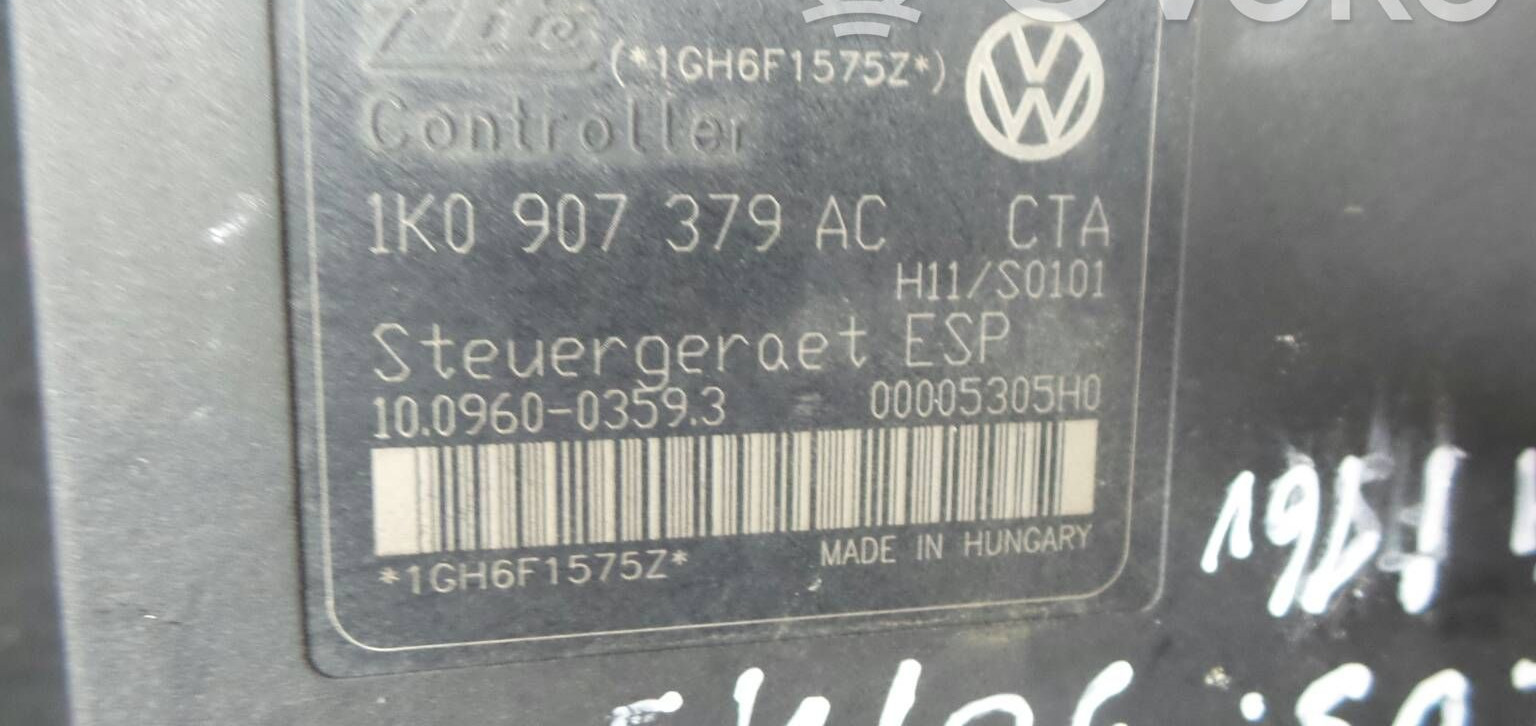 Ate
(*1GH6F1575Z*)
Controller
1K0 907 379 AC CTA
H11/S0101
Steuergeraet ESP
10.0960-0359.3 00005305H0
*1GH6F1575Z* MADE IN HUNGARY